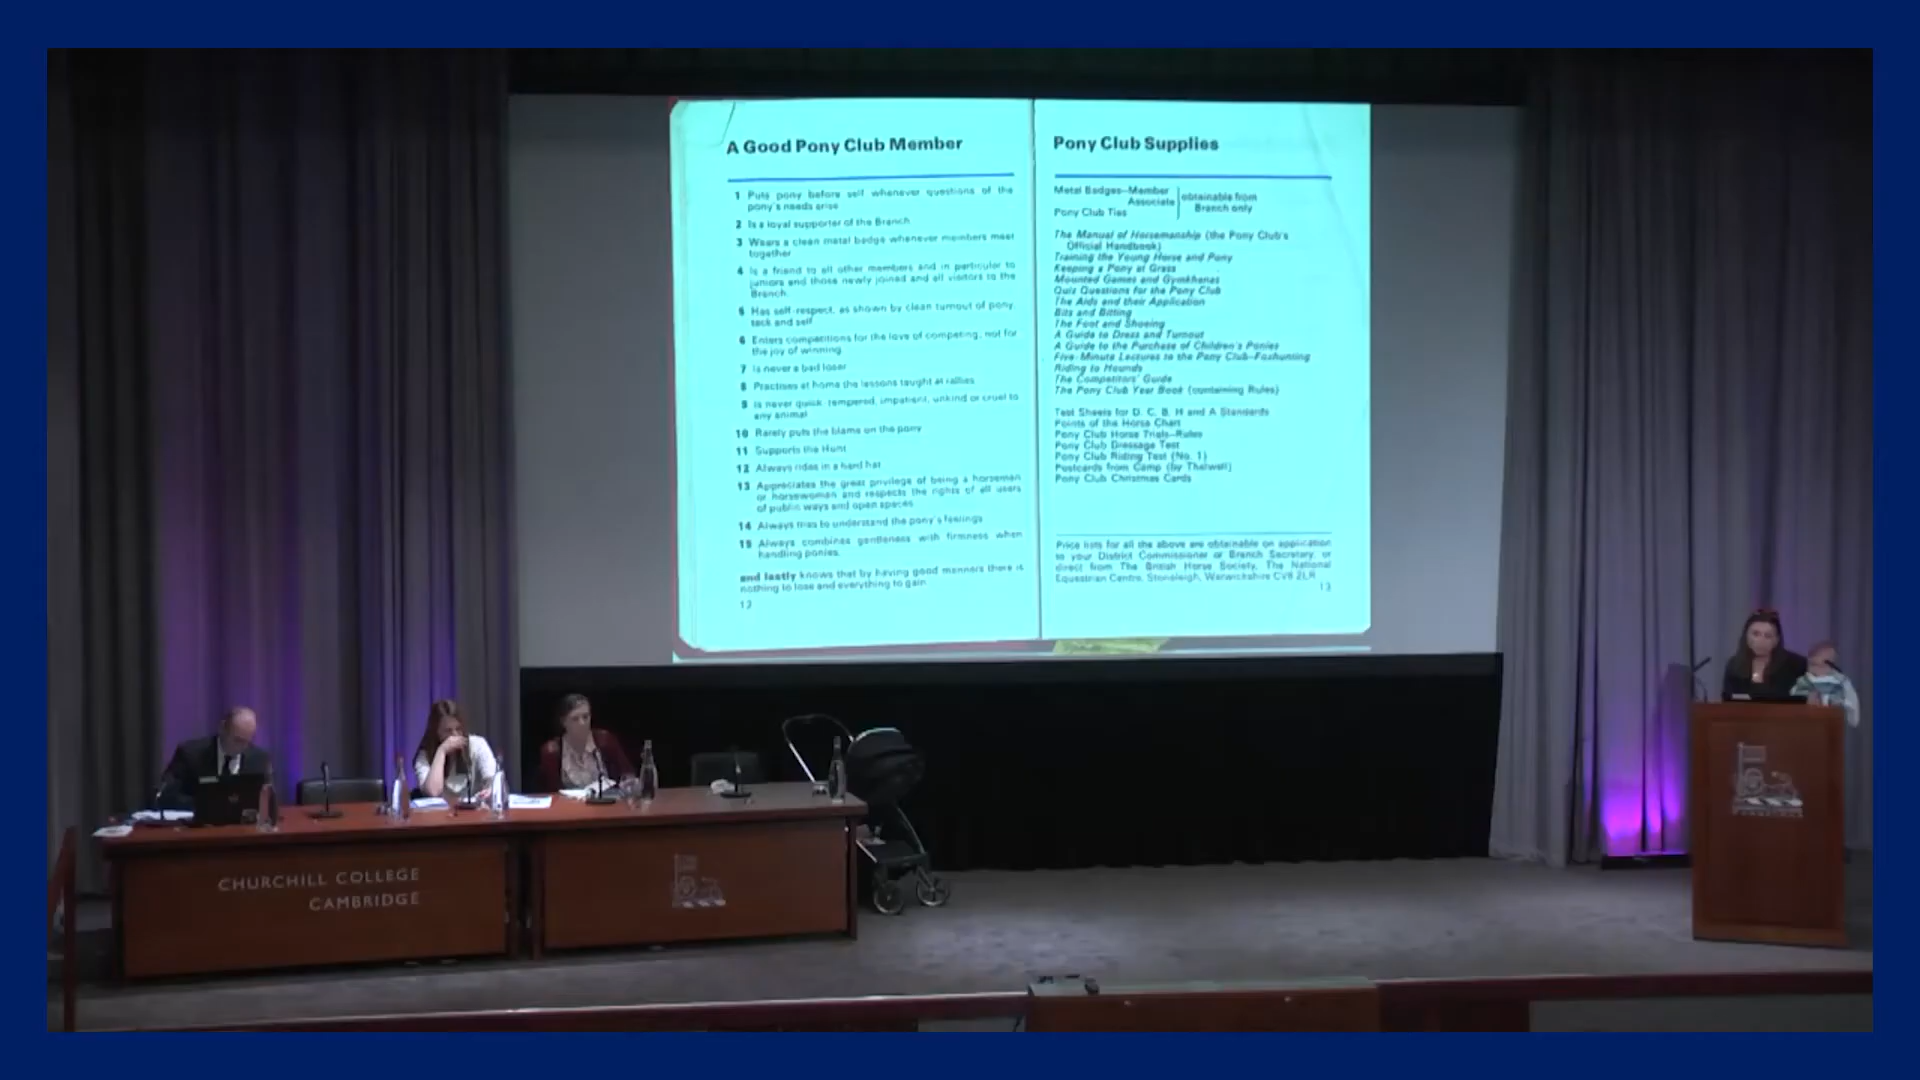 A Good Pony Club Member
1 Puts pony before self whenever questions of the
pony's needs arise
2 Is a loyal supporter of the Branch
3 Wears a clean metal badge whenever members meet
together
4 Is a friend to all other members and in particular to
juniors and those newly joined and all visitors to the
Branch
5 Has self-respect, as shown by clean turnout of pony,
tack and self
6 Enters competitions for the love of competing, not for
the joy of winning
7 Is never a bad loser
8 Practises at home the lessons taught at rallies
9 Is never quick-tempered, impatient, unkind or cruel to
any animal
10 Rarely puts the blame on the pony
11 Supports the Hunt
12 Always rides in a hard hat
13 Appreciates the great privilege of being a horseman
or horsewoman and respects the rights of all users
of public ways and open spaces
14 Always tries to understand the pony's feelings
15 Always combines gentleness with firmness when
handling ponies.
and lastly knows that by having good manners there is
nothing to lose and everything to gain
12
Pony Club Supplies
Metal Badges—Member
Associate
Pony Club Ties
obtainable from
Branch only
The Manual of Horsemanship (the Pony Club's
Official Handbook)
Training the Young Horse and Pony
Keeping a Pony at Grass
Mounted Games and Gymkhanas
Quiz Questions for the Pony Club
The Aids and their Application
Bits and Bitting
The Foot and Shoeing
A Guide to Dress and Turnout
A Guide to the Purchase of Children's Ponies
Five-Minute Lectures to the Pony Club—Foxhunting
Riding to Hounds
The Competitors' Guide
The Pony Club Year Book (containing Rules)
Test Sheets for D, C, B, H and A Standards
Points of the Horse Chart
Pony Club Horse Trials—Rules
Pony Club Dressage Test
Pony Club Riding Test (No. 1)
Postcards from Camp (by Thelwell)
Pony Club Christmas Cards
Price lists for all the above are obtainable on application
to your District Commissioner or Branch Secretary, or
direct from The British Horse Society, The National
Equestrian Centre, Stoneleigh, Warwickshire CV8 2LR
13
CHURCHILL COLLEGE
CAMBRIDGE